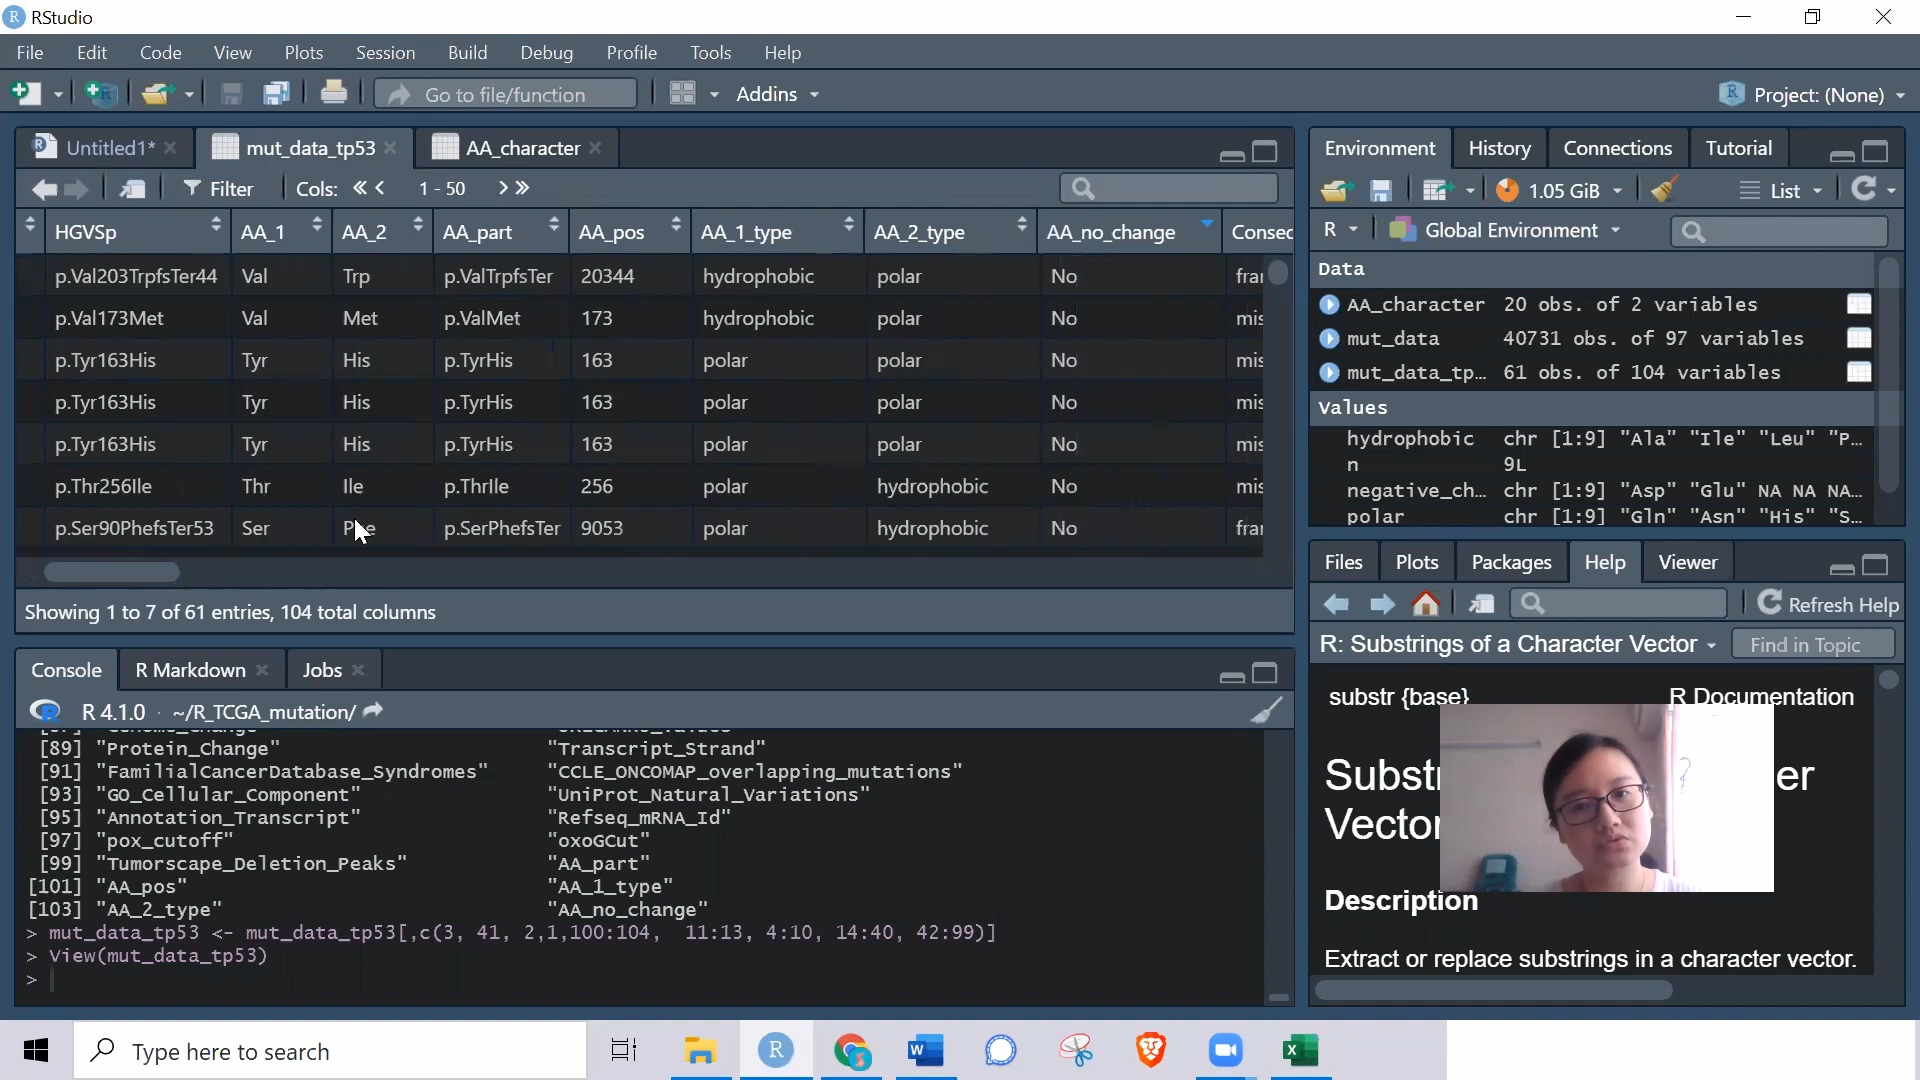 RStudio
File Edit Code View Plots Session Build Debug Profile Tools Help
Go to file/function Addins Project: (None)
Untitled1* mut_data_tp53 AA_character
Filter Cols: 1 - 50
HGVSp AA_1 AA_2 AA_part AA_pos AA_1_type AA_2_type AA_no_change Consec
p.Val203TrpfsTer44 Val Trp p.ValTrpfsTer 20344 hydrophobic polar No
p.Val173Met Val Met p.ValMet 173 hydrophobic polar No mis
p.Tyr163His Tyr His p.TyrHis 163 polar polar No mis
p.Tyr163His Tyr His p.TyrHis 163 polar polar No mis
p.Tyr163His Tyr His p.TyrHis 163 polar polar No mis
p.Thr256Ile Thr Ile p.ThrIle 256 polar hydrophobic No mis
p.Ser90PhefsTer53 Ser p.SerPhefsTer 9053 polar hydrophobic No
Showing 1 to 7 of 61 entries, 104 total columns
Console R Markdown Jobs
R 4.1.0 · ~/R_TCGA_mutation/
[89] "Protein_Change" "Transcript_Strand"
[91] "FamilialCancerDatabase_Syndromes" "CCLE_ONCOMAP_overlapping_mutations"
[93] "GO_Cellular_Component" "UniProt_Natural_Variations"
[95] "Annotation_Transcript" "Refseq_mRNA_Id"
[97] "pox_cutoff" "oxoGCut"
[99] "Tumorscape_Deletion_Peaks" "AA_part"
[101] "AA_pos" "AA_1_type"
[103] "AA_2_type" "AA_no_change"
> mut_data_tp53 <- mut_data_tp53[,c(3, 41, 2,1,100:104, 11:13, 4:10, 14:40, 42:99)]
> View(mut_data_tp53)
>
Environment History Connections Tutorial
1.05 GiB List
R Global Environment
Data
AA_character 20 obs. of 2 variables
mut_data 40731 obs. of 97 variables
mut_data_tp… 61 obs. of 104 variables
Values
hydrophobic chr [1:9] "Ala" "Ile" "Leu" "P…
n 9L
negative_ch… chr [1:9] "Asp" "Glu" NA NA NA…
polar chr [1:9] "Gln" "Asn" "His" "S…
Files Plots Packages Help Viewer
Refresh Help
R: Substrings of a Character Vector Find in Topic
substr {base} R Documentation
Substr er
Vector
Description
Extract or replace substrings in a character vector.
Type here to search